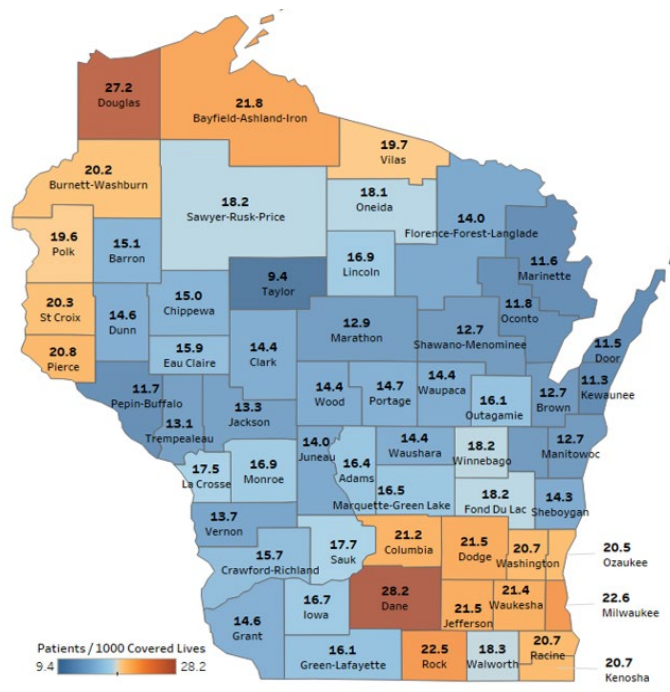 27.2
Douglas
21.8
Bayfield-Ashland-Iron
19.7
Vilas
20.2
Burnett-Washburn
18.2
Sawyer-Rusk-Price
18.1
Oneida
14.0
Florence-Forest-Langlade
19.6
Polk
15.1
Barron
16.9
Lincoln
11.6
Marinette
9.4
Taylor
20.3
St Croix
14.6
Dunn
15.0
Chippewa
11.8
Oconto
12.9
Marathon
12.7
Shawano-Menominee
11.5
Door
20.8
Pierce
15.9
Eau Claire
14.4
Clark
11.7
Pepin-Buffalo
14.4
Wood
14.7
Portage
14.4
Waupaca
16.1
Outagamie
12.7
Brown
11.3
Kewaunee
13.1
Trempealeau
13.3
Jackson
14.0
Juneau
16.4
Adams
14.4
Waushara
18.2
Winnebago
12.7
Manitowoc
17.5
La Crosse
16.9
Monroe
16.5
Marquette-Green Lake
18.2
Fond Du Lac
14.3
Sheboygan
13.7
Vernon
15.7
Crawford-Richland
17.7
Sauk
21.2
Columbia
21.5
Dodge
20.7
Washington
20.5
Ozaukee
14.6
Grant
16.7
Iowa
28.2
Dane
21.5
Jefferson
21.4
Waukesha
22.6
Milwaukee
16.1
Green-Lafayette
22.5
Rock
18.3
Walworth
20.7
Racine
20.7
Kenosha
Patients / 1000 Covered Lives
9.4 28.2